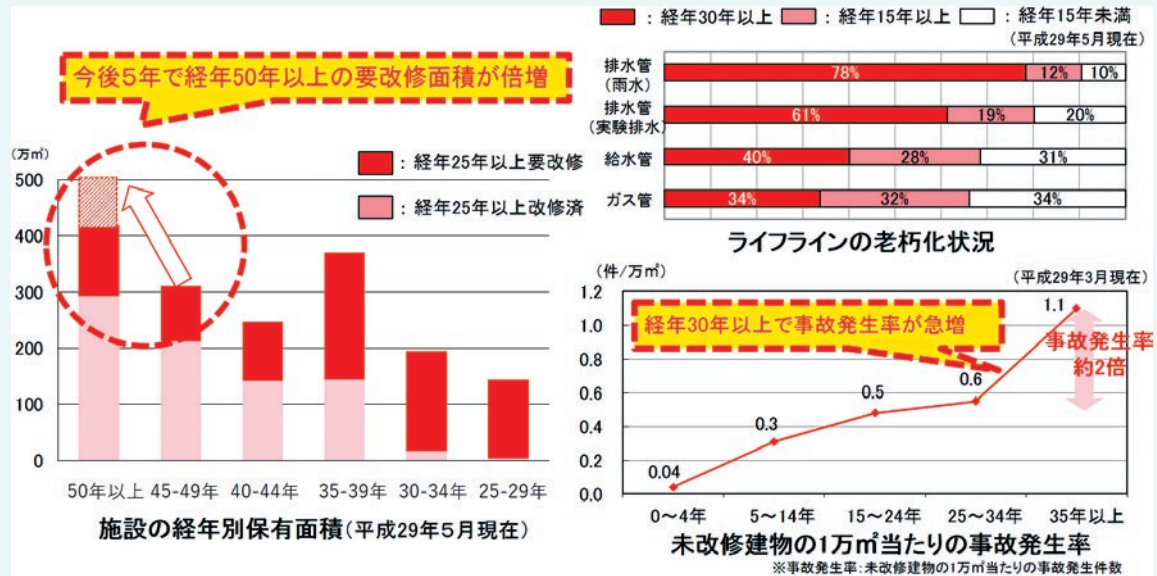 今後5年で経年50年以上の要改修面積が倍増
(万㎡)
:経年25年以上要改修
:経年25年以上改修済
500
400
300
200
100
0
50年以上 45-49年 40-44年 35-39年 30-34年 25-29年
施設の経年別保有面積(平成29年5月現在)
:経年30年以上 :経年15年以上 :経年15年未満
(平成29年5月現在)
排水管
(雨水)
78% 12% 10%
排水管
(実験排水)
61% 19% 20%
給水管 40% 28% 31%
ガス管 34% 32% 34%
ライフラインの老朽化状況
(件/万㎡)
(平成29年3月現在)
経年30年以上で事故発生率が急増
事故発生率
約2倍
1.2
1.0
0.8
0.6
0.4
0.2
0.0
0.04
0.3
0.5
0.6
1.1
0~4年 5~14年 15~24年 25~34年 35年以上
未改修建物の1万㎡当たりの事故発生率
※事故発生率:未改修建物の1万㎡当たりの事故発生件数